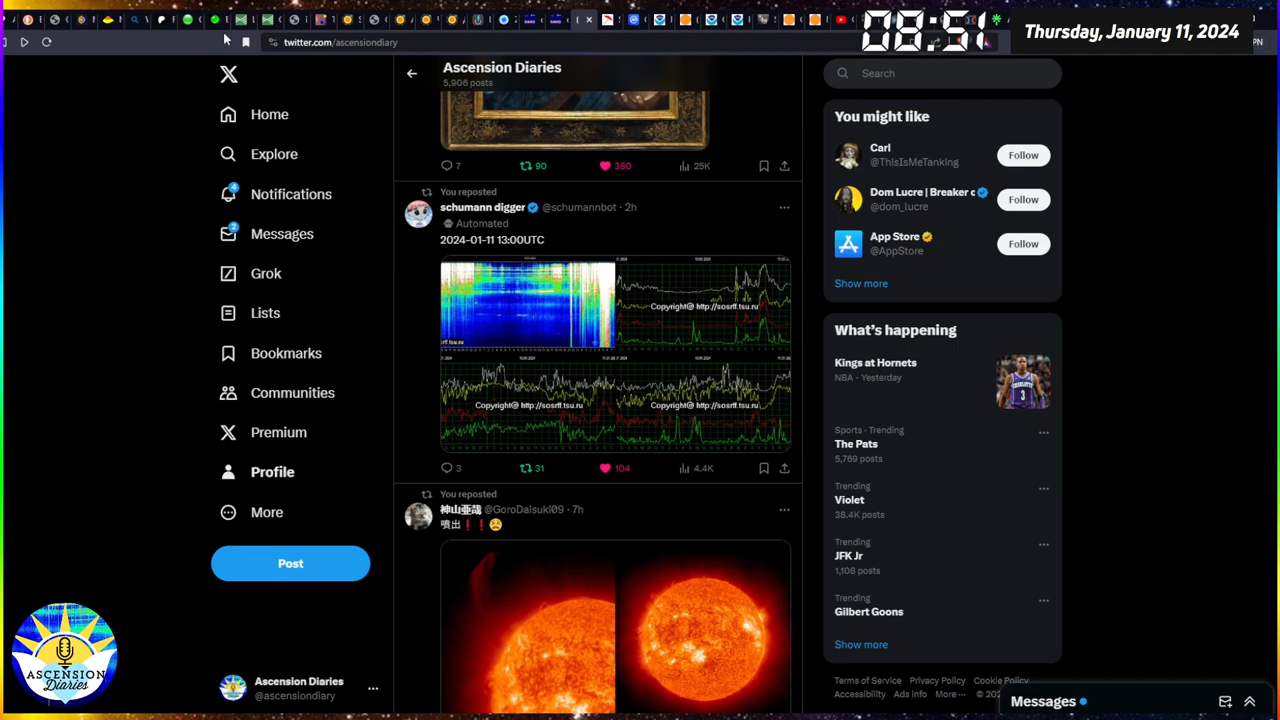 08:51
Thursday, January 11, 2024
twitter.com/ascensiondiary
Home
Explore
4
Notifications
2
Messages
Grok
Lists
Bookmarks
Communities
Premium
Profile
More
Post
Ascension Diaries
@ascensiondiary
ASCENSION
Diaries
Ascension Diaries
5,906 posts
7
90
380
25K
You reposted
schumann digger @schumannbot · 2h
Automated
2024-01-11 13:00UTC
Copyright@ http://sosrff.tsu.ru
Copyright@ http://sosrff.tsu.ru
Copyright@ http://sosrff.tsu.ru
3
31
104
4.4K
You reposted
神山亜哉 @GoroDaisuki09 · 7h
噴出❗❗😫
Search
You might like
Carl
@ThisIsMeTanking
Follow
Dom Lucre | Breaker c
@dom_lucre
Follow
App Store
@AppStore
Follow
Show more
What's happening
Kings at Hornets
NBA · Yesterday
Sports · Trending
The Pats
5,769 posts
Trending
Violet
38.4K posts
Trending
JFK Jr
1,108 posts
Trending
Gilbert Goons
Show more
Terms of Service Privacy Policy Cookie Policy
Accessibility Ads info More ···
Messages